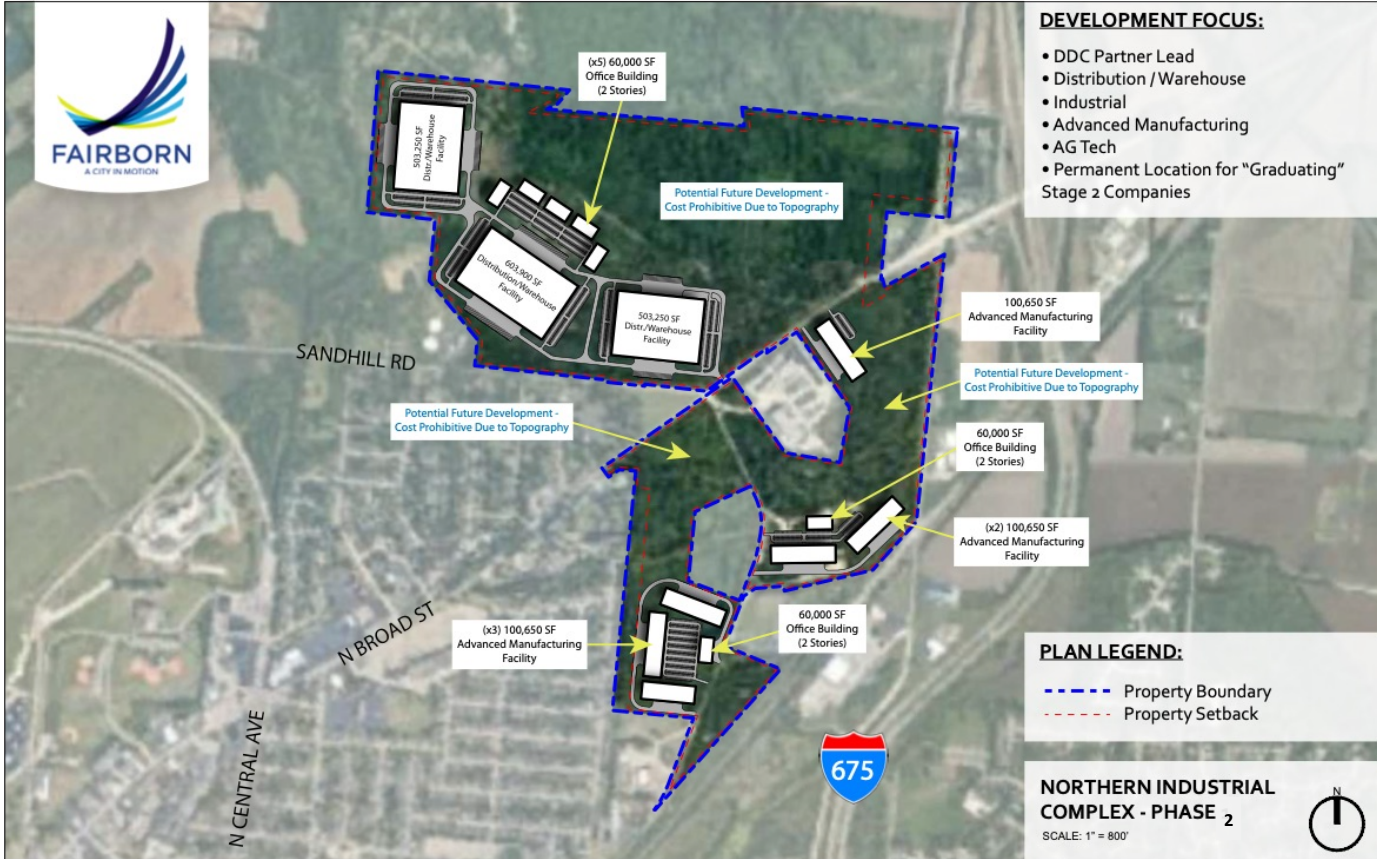 FAIRBORN
A CITY IN MOTION
(x5) 60,000 SF
Office Building
(2 Stories)
503,250 SF
Distr./Warehouse
Facility
Potential Future Development -
Cost Prohibitive Due to Topography
603,900 SF
Distribution/Warehouse
Facility
503,250 SF
Distr./Warehouse
Facility
SANDHILL RD
100,650 SF
Advanced Manufacturing
Facility
Potential Future Development -
Cost Prohibitive Due to Topography
Potential Future Development -
Cost Prohibitive Due to Topography
60,000 SF
Office Building
(2 Stories)
(x2) 100,650 SF
Advanced Manufacturing
Facility
N BROAD ST
(x3) 100,650 SF
Advanced Manufacturing
Facility
60,000 SF
Office Building
(2 Stories)
N CENTRAL AVE
675
DEVELOPMENT FOCUS:
• DDC Partner Lead
• Distribution / Warehouse
• Industrial
• Advanced Manufacturing
• AG Tech
• Permanent Location for “Graduating”
Stage 2 Companies
PLAN LEGEND:
Property Boundary
Property Setback
NORTHERN INDUSTRIAL
COMPLEX - PHASE 2
SCALE: 1" = 800'
N